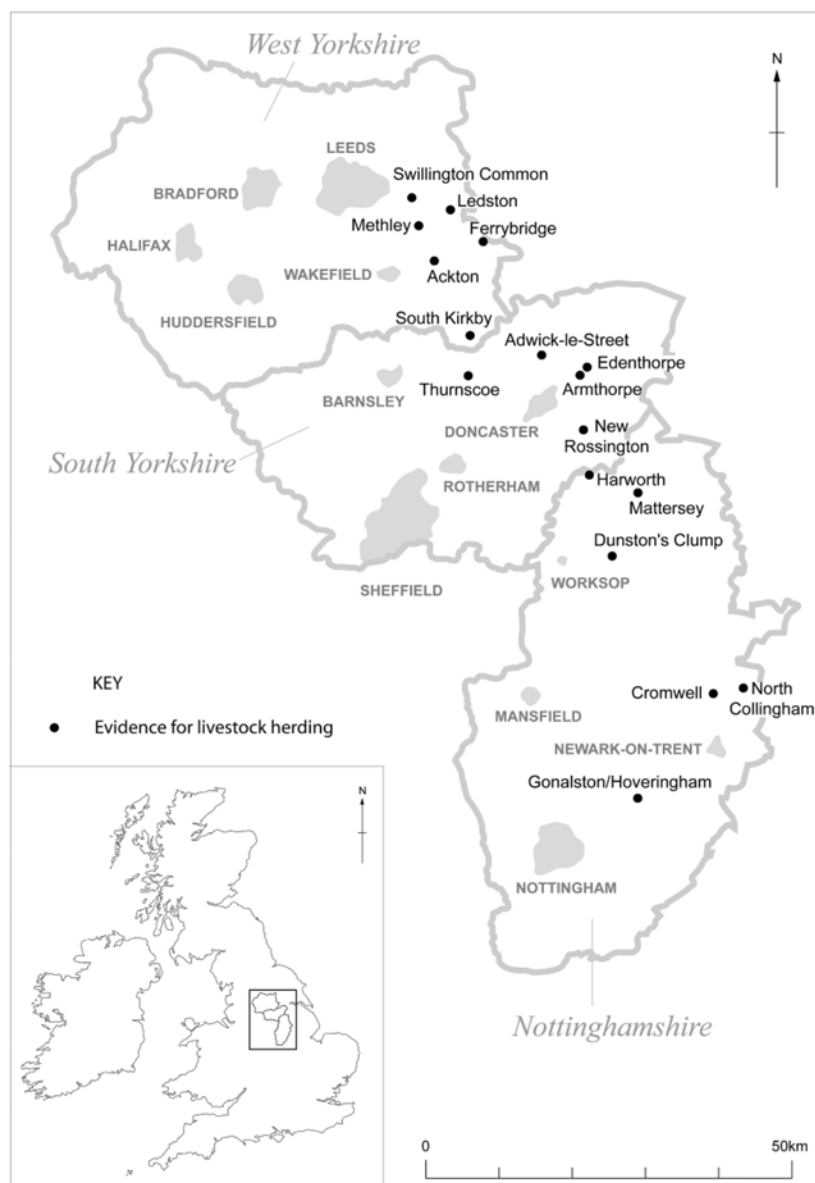 West Yorkshire
N
LEEDS
Swillington Common
BRADFORD
Ledston
Methley
Ferrybridge
HALIFAX
WAKEFIELD
Ackton
HUDDERSFIELD
South Kirkby
Adwick-le-Street
Edenthorpe
Thurnscoe
Armthorpe
BARNSLEY
DONCASTER
New
Rossington
South Yorkshire
ROTHERHAM
Harworth
Mattersey
Dunston's Clump
WORKSOP
SHEFFIELD
KEY
Evidence for livestock herding
Cromwell
North
Collingham
MANSFIELD
NEWARK-ON-TRENT
Gonalston/Hoveringham
NOTTINGHAM
Nottinghamshire
N
0
50km